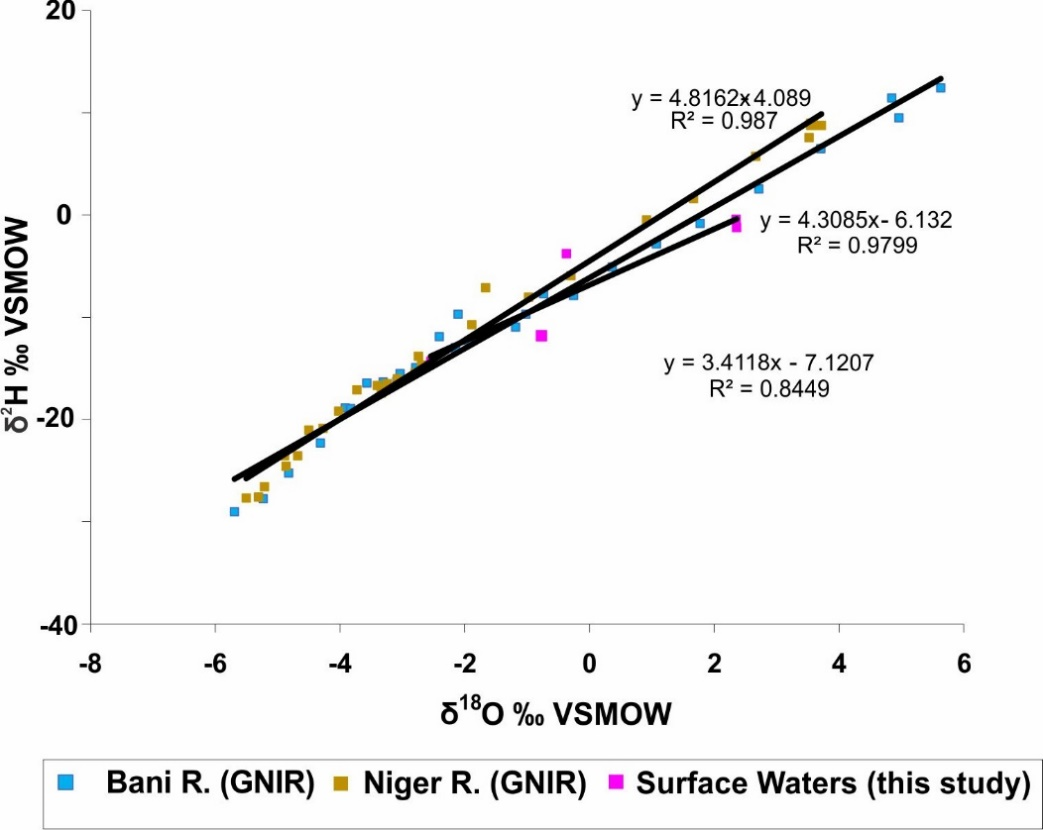 20
y = 4.8162x 4.089
R² = 0.987
0
y = 4.3085x - 6.132
R² = 0.9799
y = 3.4118x - 7.1207
R² = 0.8449
-20
-40
δ²H ‰ VSMOW
-8 -6 -4 -2 0 2 4 6
δ¹⁸O ‰ VSMOW
Bani R. (GNIR) Niger R. (GNIR) Surface Waters (this study)